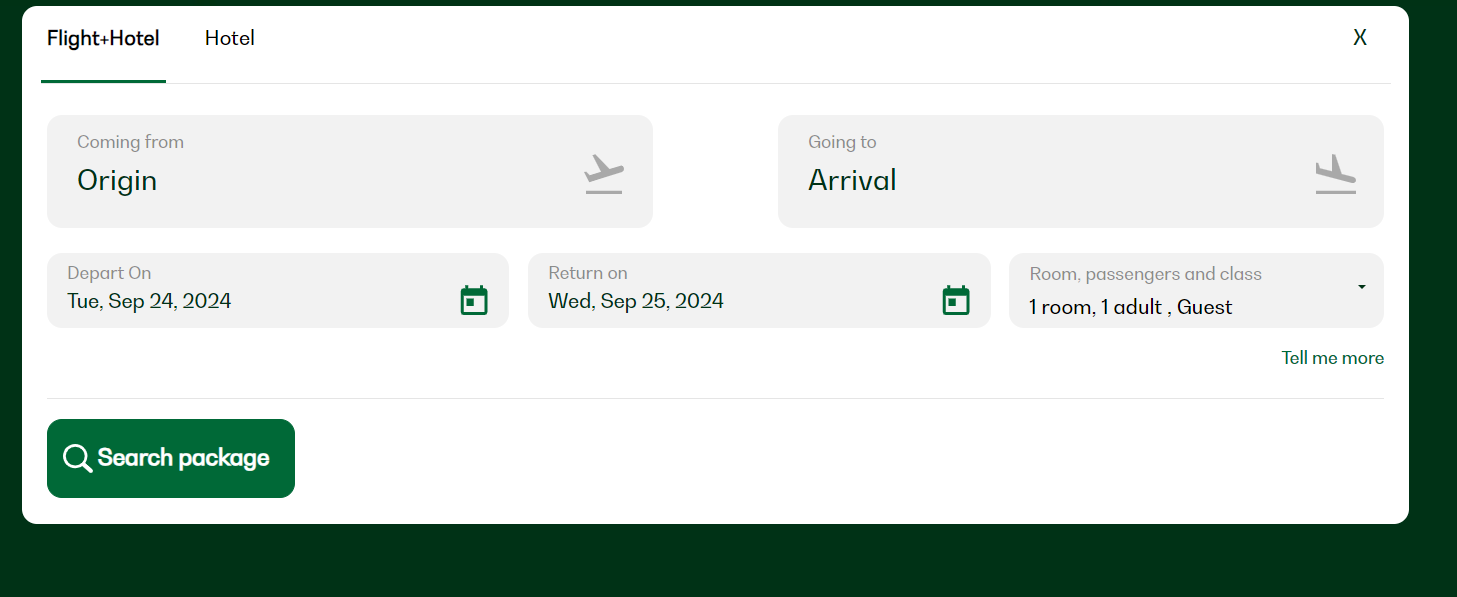 Flight+Hotel Hotel X
Coming from
Origin
Going to
Arrival
Depart On
Tue, Sep 24, 2024
Return on
Wed, Sep 25, 2024
Room, passengers and class
1 room, 1 adult , Guest
Tell me more
Search package